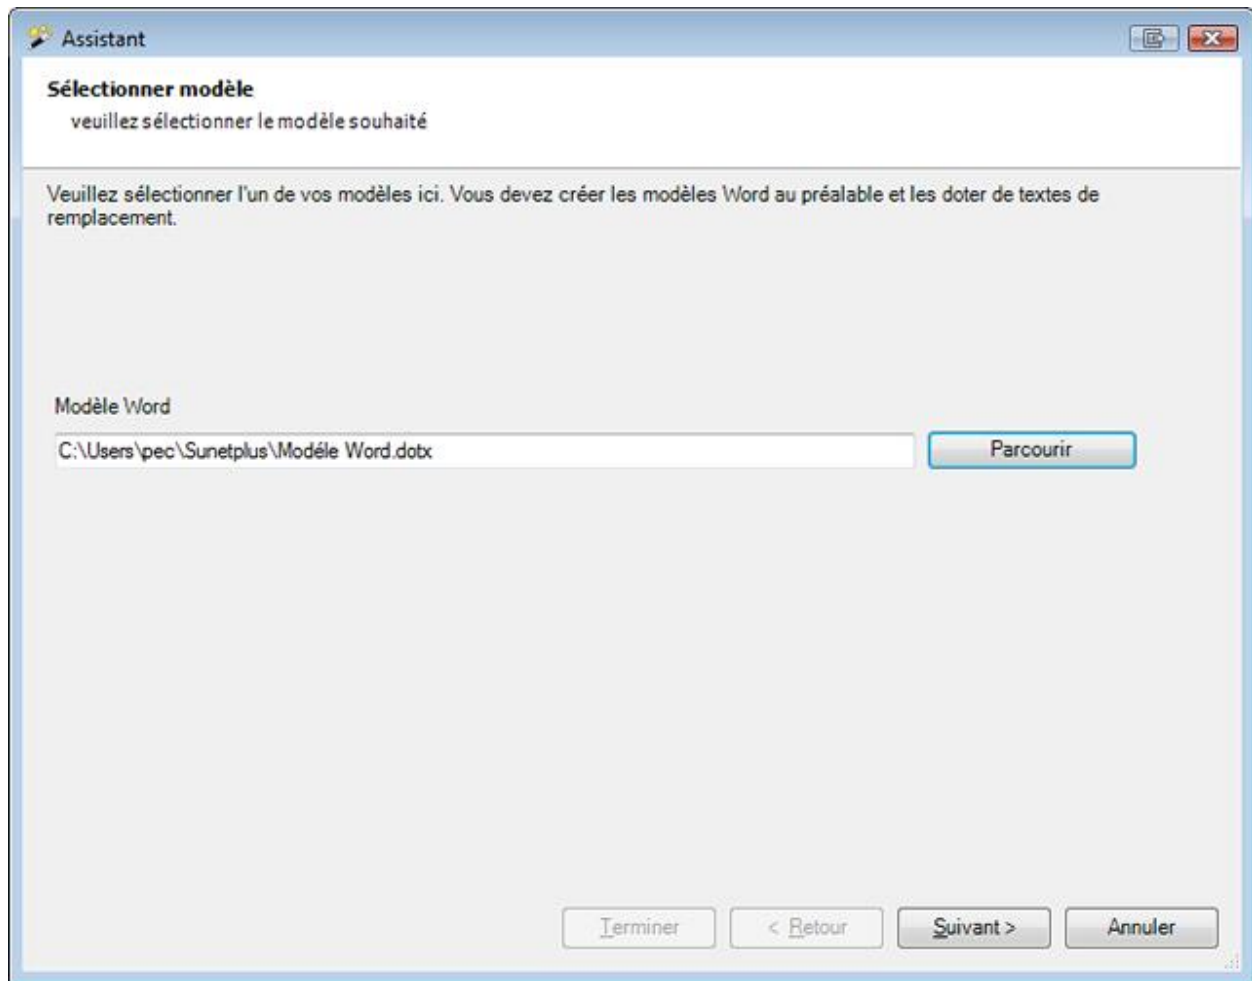 Assistant
Sélectionner modèle
veuillez sélectionner le modèle souhaité
Veuillez sélectionner l'un de vos modèles ici. Vous devez créer les modèles Word au préalable et les doter de textes de
remplacement.
Modèle Word
C:\Users\pec\Sunetplus\Modéle Word.dotx
Parcourir
Terminer
< Retour
Suivant >
Annuler